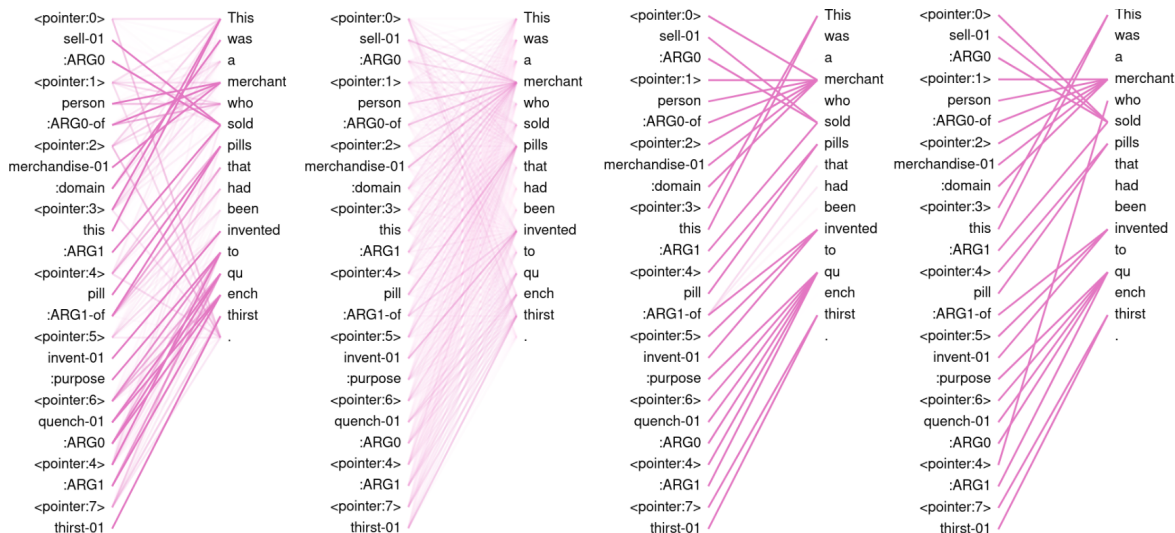 <pointer:0> This <pointer:0> This <pointer:0> This <pointer:0> This
sell-01 was sell-01 was sell-01 was sell-01 was
:ARG0 a :ARG0 a :ARG0 a :ARG0 a
<pointer:1> merchant <pointer:1> merchant <pointer:1> merchant <pointer:1> merchant
person who person who person who person who
:ARG0-of sold :ARG0-of sold :ARG0-of sold :ARG0-of sold
<pointer:2> pills <pointer:2> pills <pointer:2> pills <pointer:2> pills
merchandise-01 that merchandise-01 that merchandise-01 that merchandise-01 that
:domain had :domain had :domain had :domain had
<pointer:3> been <pointer:3> been <pointer:3> been <pointer:3> been
this invented this invented this invented this invented
:ARG1 to :ARG1 to :ARG1 to :ARG1 to
<pointer:4> qu <pointer:4> qu <pointer:4> qu <pointer:4> qu
pill ench pill ench pill ench pill ench
:ARG1-of thirst :ARG1-of thirst :ARG1-of thirst :ARG1-of thirst
<pointer:5> . <pointer:5> . <pointer:5> . <pointer:5> .
invent-01 invent-01 invent-01 invent-01
:purpose :purpose :purpose :purpose
<pointer:6> <pointer:6> <pointer:6> <pointer:6>
quench-01 quench-01 quench-01 quench-01
:ARG0 :ARG0 :ARG0 :ARG0
<pointer:4> <pointer:4> <pointer:4> <pointer:4>
:ARG1 :ARG1 :ARG1 :ARG1
<pointer:7> <pointer:7> <pointer:7> <pointer:7>
thirst-01 thirst-01 thirst-01 thirst-01